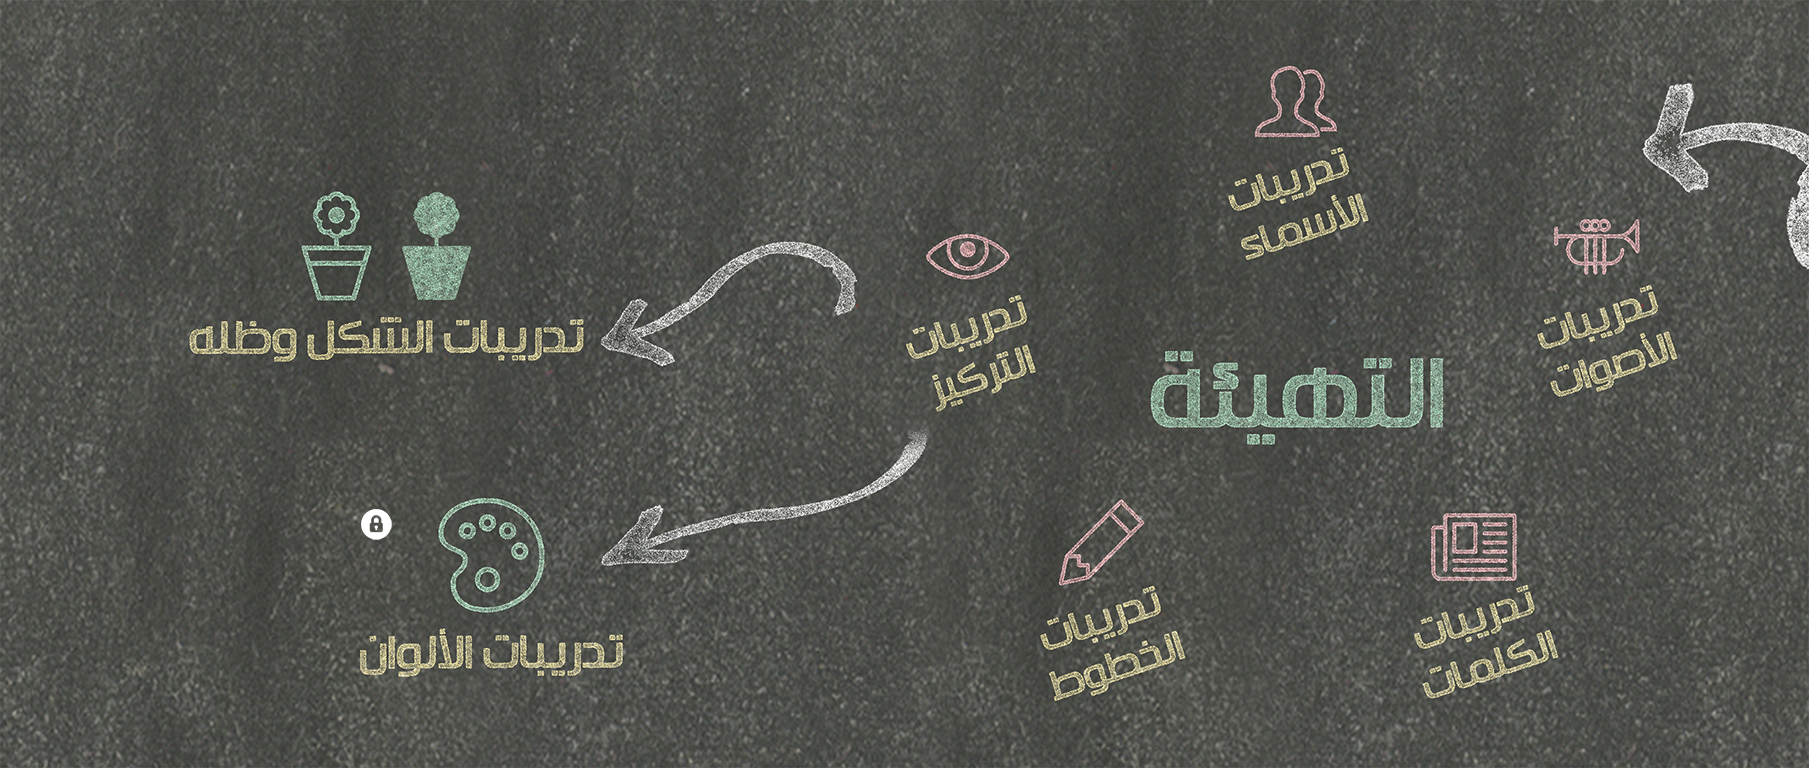 تدريبات
الأسماء
تدريبات
الأصوات
التهيئة
تدريبات
التركيز
تدريبات الشكل وظله
تدريبات
الكلمات
تدريبات
الخطوط
تدريبات الألوان